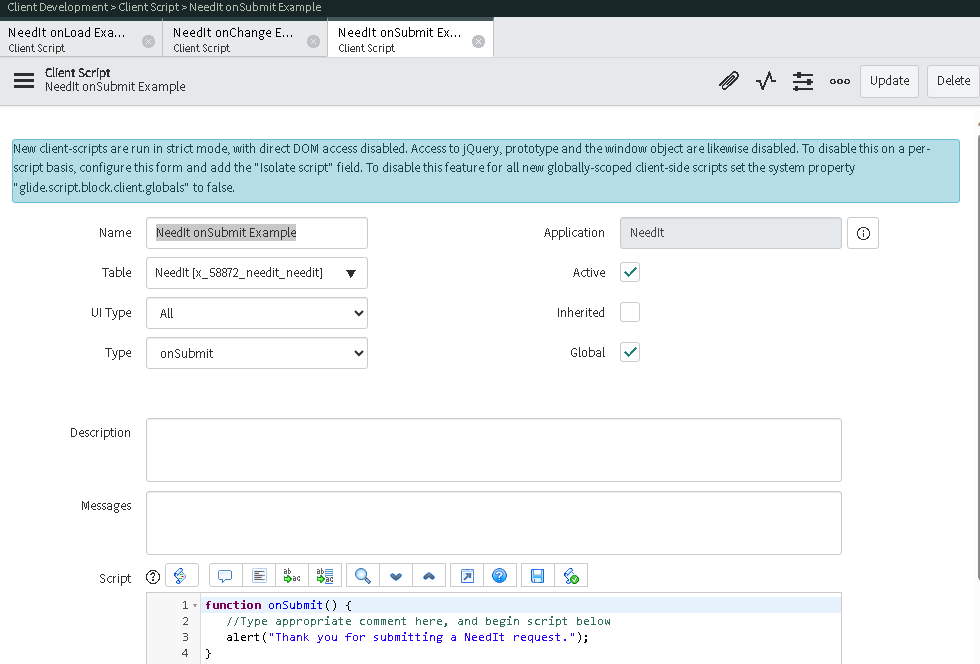 Client Development > Client Script > NeedIt onSubmit Example
NeedIt onLoad Exa...
Client Script
NeedIt onChange E...
Client Script
NeedIt onSubmit Ex...
Client Script
Client Script
NeedIt onSubmit Example
Update
Delete
New client-scripts are run in strict mode, with direct DOM access disabled. Access to jQuery, prototype and the window object are likewise disabled. To disable this on a per-
script basis, configure this form and add the "Isolate script" field. To disable this feature for all new globally-scoped client-side scripts set the system property
"glide.script.block.client.globals" to false.
Name
NeedIt onSubmit Example
Application
NeedIt
Table
NeedIt [x_58872_needit_needit]
Active
UI Type
All
Inherited
Type
onSubmit
Global
Description
Messages
Script
1 function onSubmit() {
2 //Type appropriate comment here, and begin script below
3 alert("Thank you for submitting a NeedIt request.");
4 }